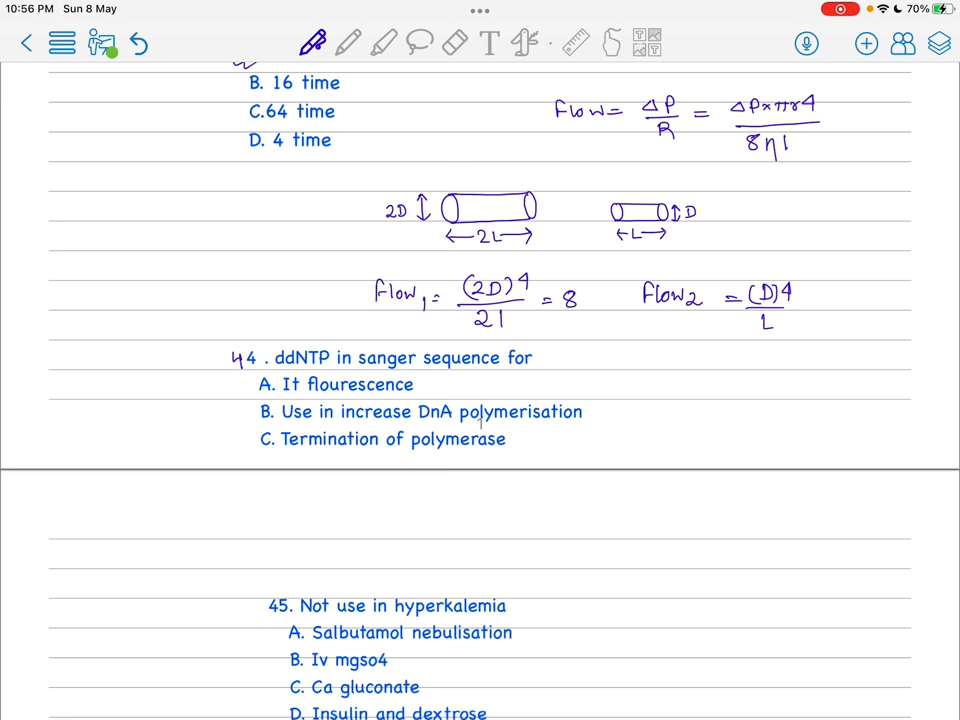 10:56 PM Sun 8 May
70%
B. 16 time
C.64 time
D. 4 time
Flow = ΔP/R = ΔP×πr4/8ηl
2D 2L L D
flow1 = (2D)4/2l = 8 flow2 = (D)4/L
44 . ddNTP in sanger sequence for
A. It flourescence
B. Use in increase DnA polymerisation
C. Termination of polymerase
45. Not use in hyperkalemia
A. Salbutamol nebulisation
B. Iv mgso4
C. Ca gluconate
D. Insulin and dextrose